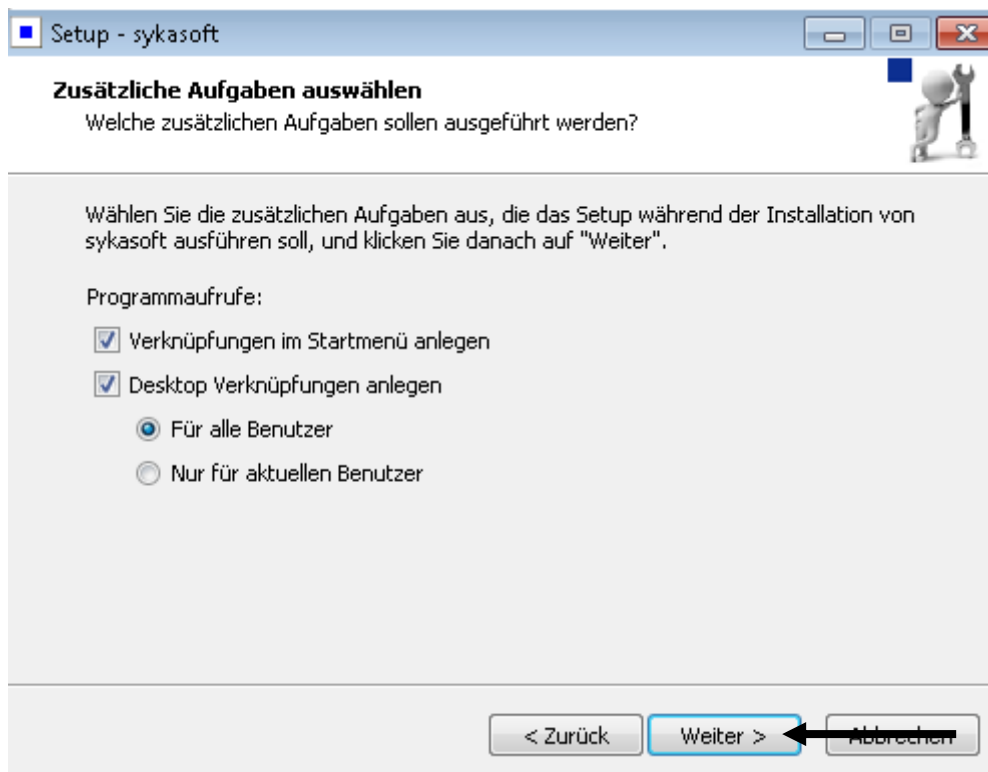 Setup - sykasoft
Zusätzliche Aufgaben auswählen
Welche zusätzlichen Aufgaben sollen ausgeführt werden?
Wählen Sie die zusätzlichen Aufgaben aus, die das Setup während der Installation von
sykasoft ausführen soll, und klicken Sie danach auf "Weiter".
Programmaufrufe:
Verknüpfungen im Startmenü anlegen
Desktop Verknüpfungen anlegen
Für alle Benutzer
Nur für aktuellen Benutzer
< Zurück Weiter > Abbrechen